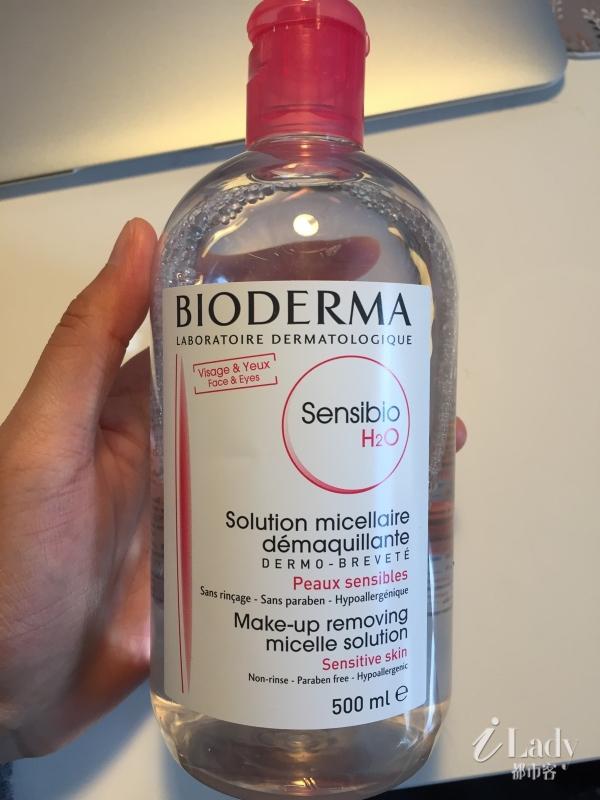 BIODERMA
LABORATOIRE DERMATOLOGIQUE
Visage & Yeux
Face & Eyes
Sensibio
H2O
Solution micellaire
démaquillante
DERMO-BREVETÉ
Peaux sensibles
Sans rinçage - Sans paraben - Hypoallergénique
Make-up removing
micelle solution
Sensitive skin
Non-rinse - Paraben free - Hypoallergenic
500 ml e
iLady
都市客